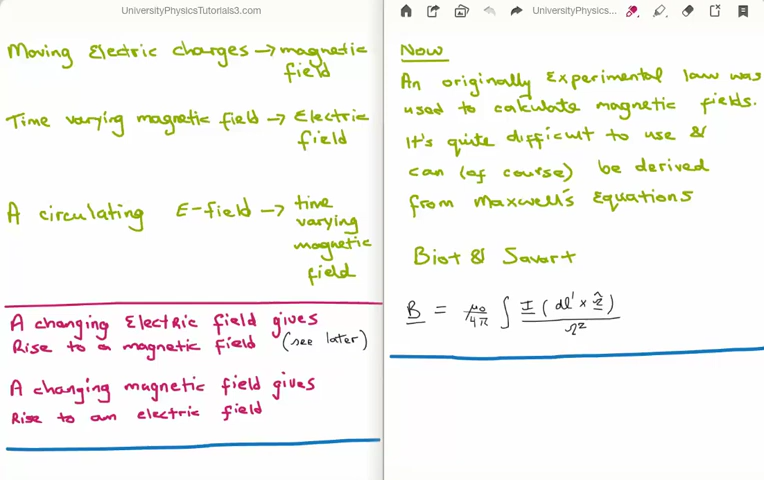 UniversityPhysicsTutorials3.com
Moving Electric charges → magnetic
field
Time varying magnetic field → Electric
field
A circulating E-field → time
varying
magnetic
field
A changing Electric field gives
Rise to a magnetic field (see later)
A changing magnetic field gives
Rise to an electric field
UniversityPhysics...
Now
An originally Experimental law was
used to calculate magnetic fields.
It's quite difficult to use &
can (of course) be derived
from Maxwell's Equations
Biot & Savart
B = μ₀/4π ∫ I (dl' × r̂)/r²